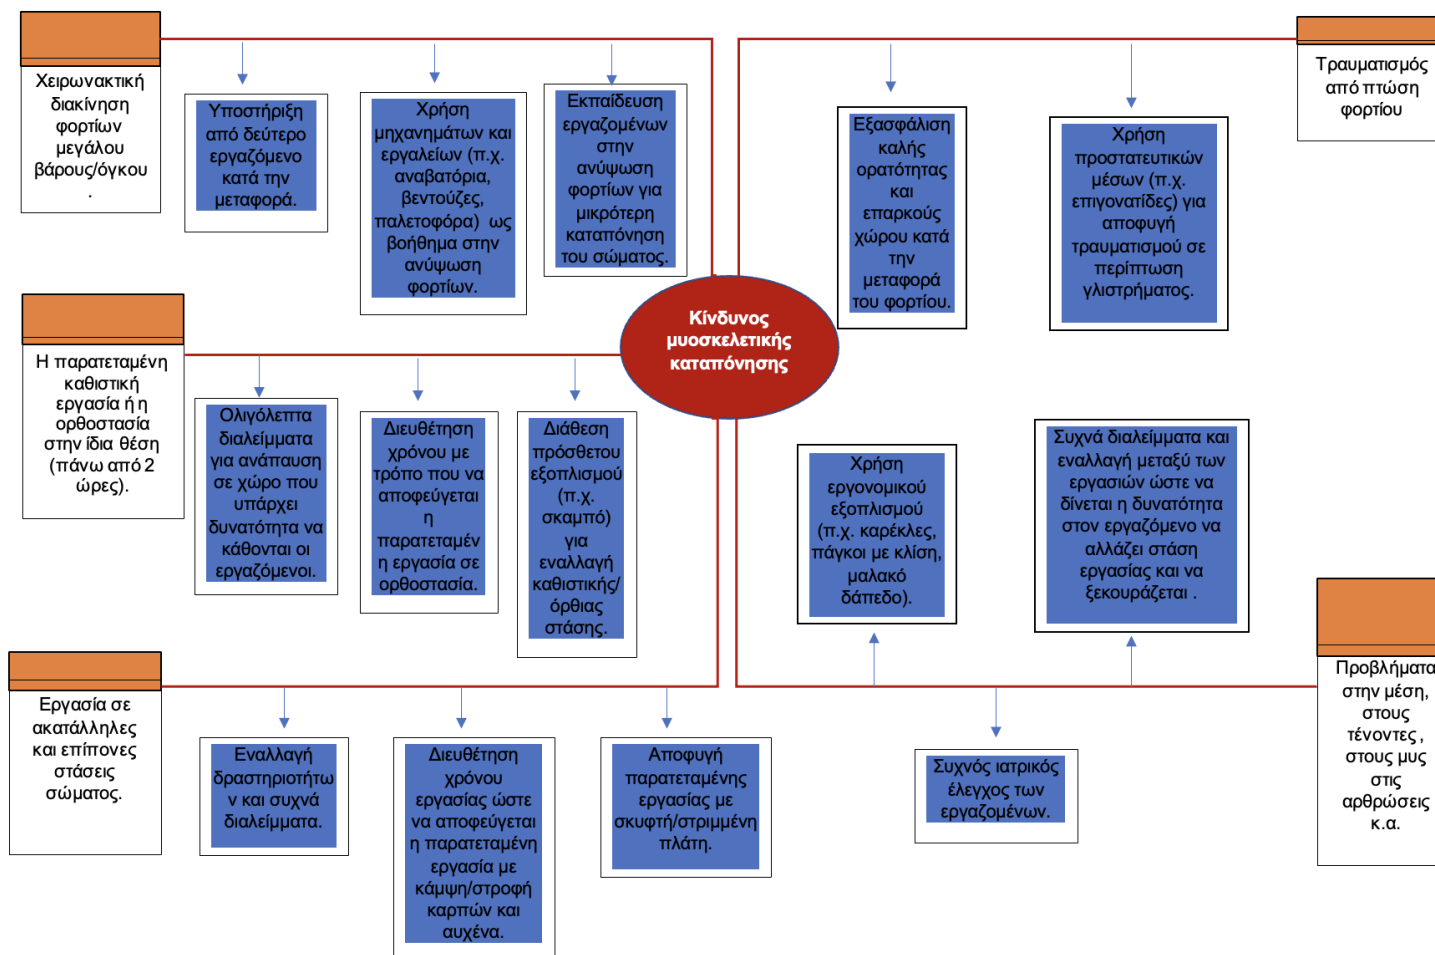 Χειρωνακτική
διακίνηση
φορτίων
μεγάλου
βάρους/όγκου
.
Υποστήριξη
από δεύτερο
εργαζόμενο
κατά την
μεταφορά.
Χρήση
μηχανημάτων και
εργαλείων (π.χ.
αναβατόρια,
βεντούζες,
παλετοφόρα) ως
βοήθημα στην
ανύψωση
φορτίων.
Εκπαίδευση
εργαζομένων
στην
ανύψωση
φορτίων για
μικρότερη
καταπόνηση
του σώματος.
Εξασφάλιση
καλής
ορατότητας
και
επαρκούς
χώρου κατά
την
μεταφορά
του φορτίου.
Χρήση
προστατευτικών
μέσων (π.χ.
επιγονατίδες) για
αποφυγή
τραυματισμού σε
περίπτωση
γλιστρήματος.
Τραυματισμός
από πτώση
φορτίου
Κίνδυνος
μυοσκελετικής
καταπόνησης
Η παρατεταμένη
καθιστική
εργασία ή η
ορθοστασία
στην ίδια θέση
(πάνω από 2
ώρες).
Ολιγόλεπτα
διαλείμματα
για ανάπαυση
σε χώρο που
υπάρχει
δυνατότητα να
κάθονται οι
εργαζόμενοι.
Διευθέτηση
χρόνου με
τρόπο που να
αποφεύγεται
η
παρατεταμέν
η εργασία σε
ορθοστασία.
Διάθεση
πρόσθετου
εξοπλισμού
(π.χ.
σκαμπό)
για
εναλλαγή
καθιστικής/
όρθιας
στάσης.
Χρήση
εργονομικού
εξοπλισμού
(π.χ. καρέκλες,
πάγκοι με κλίση,
μαλακό
δάπεδο).
Συχνά διαλείμματα και
εναλλαγή μεταξύ των
εργασιών ώστε να
δίνεται η δυνατότητα
στον εργαζόμενο να
αλλάζει στάση
εργασίας και να
ξεκουράζεται .
Εργασία σε
ακατάλληλες
και επίπονες
στάσεις
σώματος.
Εναλλαγή
δραστηριοτήτω
ν και συχνά
διαλείμματα.
Διευθέτηση
χρόνου
εργασίας ώστε
να αποφεύγεται
η παρατεταμένη
εργασία με
κάμψη/στροφή
καρπών και
αυχένα.
Αποφυγή
παρατεταμένης
εργασίας με
σκυφτή/στριμμένη
πλάτη.
Συχνός ιατρικός
έλεγχος των
εργαζομένων.
Προβλήματα
στην μέση,
στους
τένοντες ,
στους μυς
στις
αρθρώσεις
κ.α.